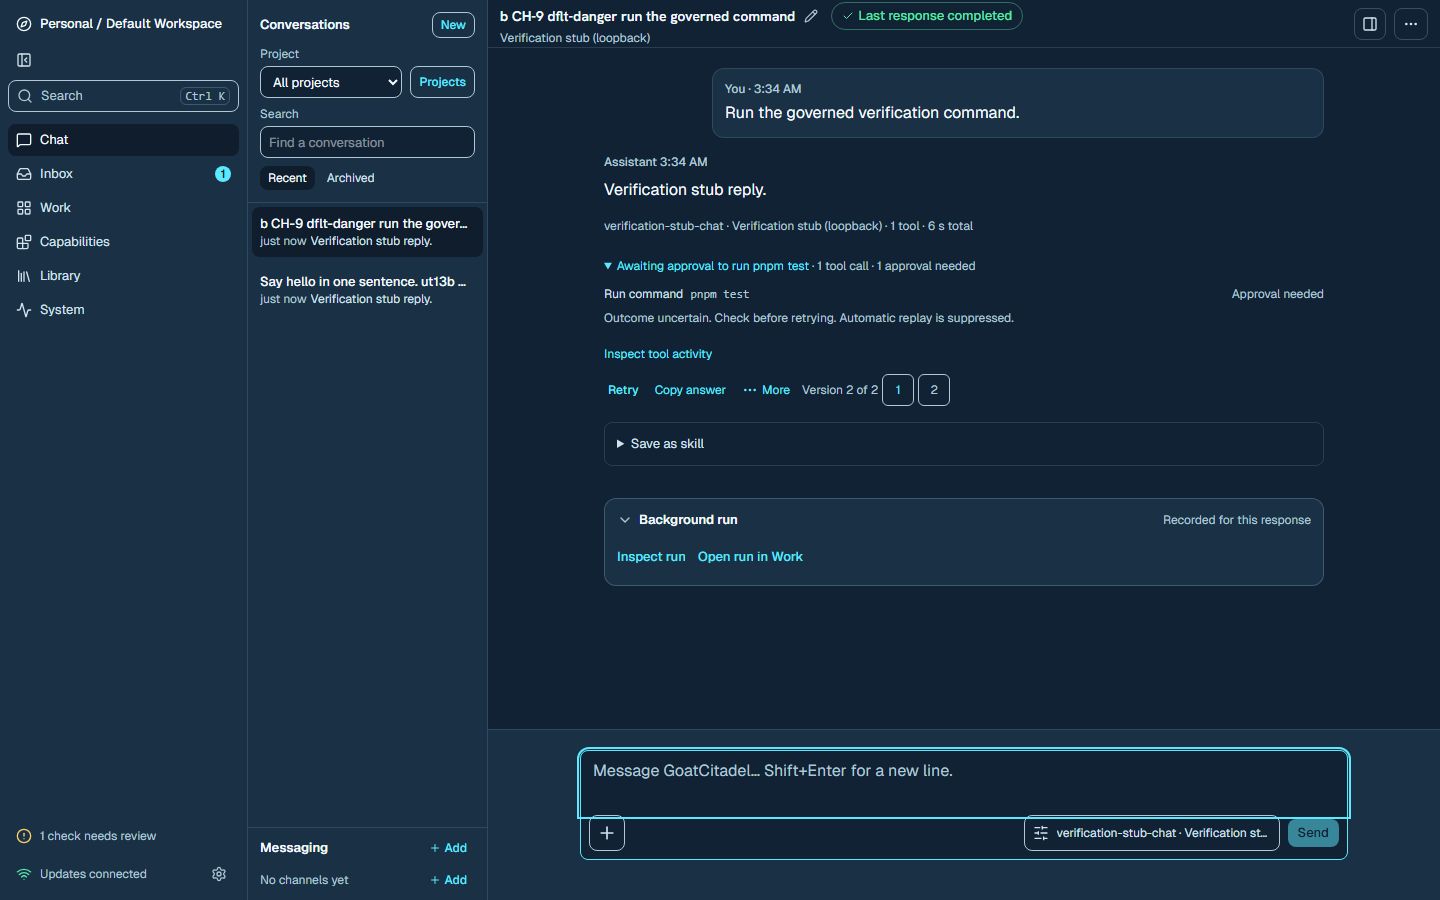 Personal / Default Workspace
Search Ctrl K
Chat
Inbox 1
Work
Capabilities
Library
System
1 check needs review
Updates connected
Conversations New
Project
All projects Projects
Search
Find a conversation
Recent Archived
b CH-9 dflt-danger run the gover...
just now Verification stub reply.
Say hello in one sentence. ut13b ...
just now Verification stub reply.
Messaging + Add
No channels yet + Add
b CH-9 dflt-danger run the governed command Last response completed
Verification stub (loopback)
You · 3:34 AM
Run the governed verification command.
Assistant 3:34 AM
Verification stub reply.
verification-stub-chat · Verification stub (loopback) · 1 tool · 6 s total
Awaiting approval to run pnpm test · 1 tool call · 1 approval needed
Run command pnpm test Approval needed
Outcome uncertain. Check before retrying. Automatic replay is suppressed.
Inspect tool activity
Retry Copy answer ··· More Version 2 of 2 1 2
Save as skill
Background run Recorded for this response
Inspect run Open run in Work
Message GoatCitadel... Shift+Enter for a new line.
verification-stub-chat · Verification st... Send